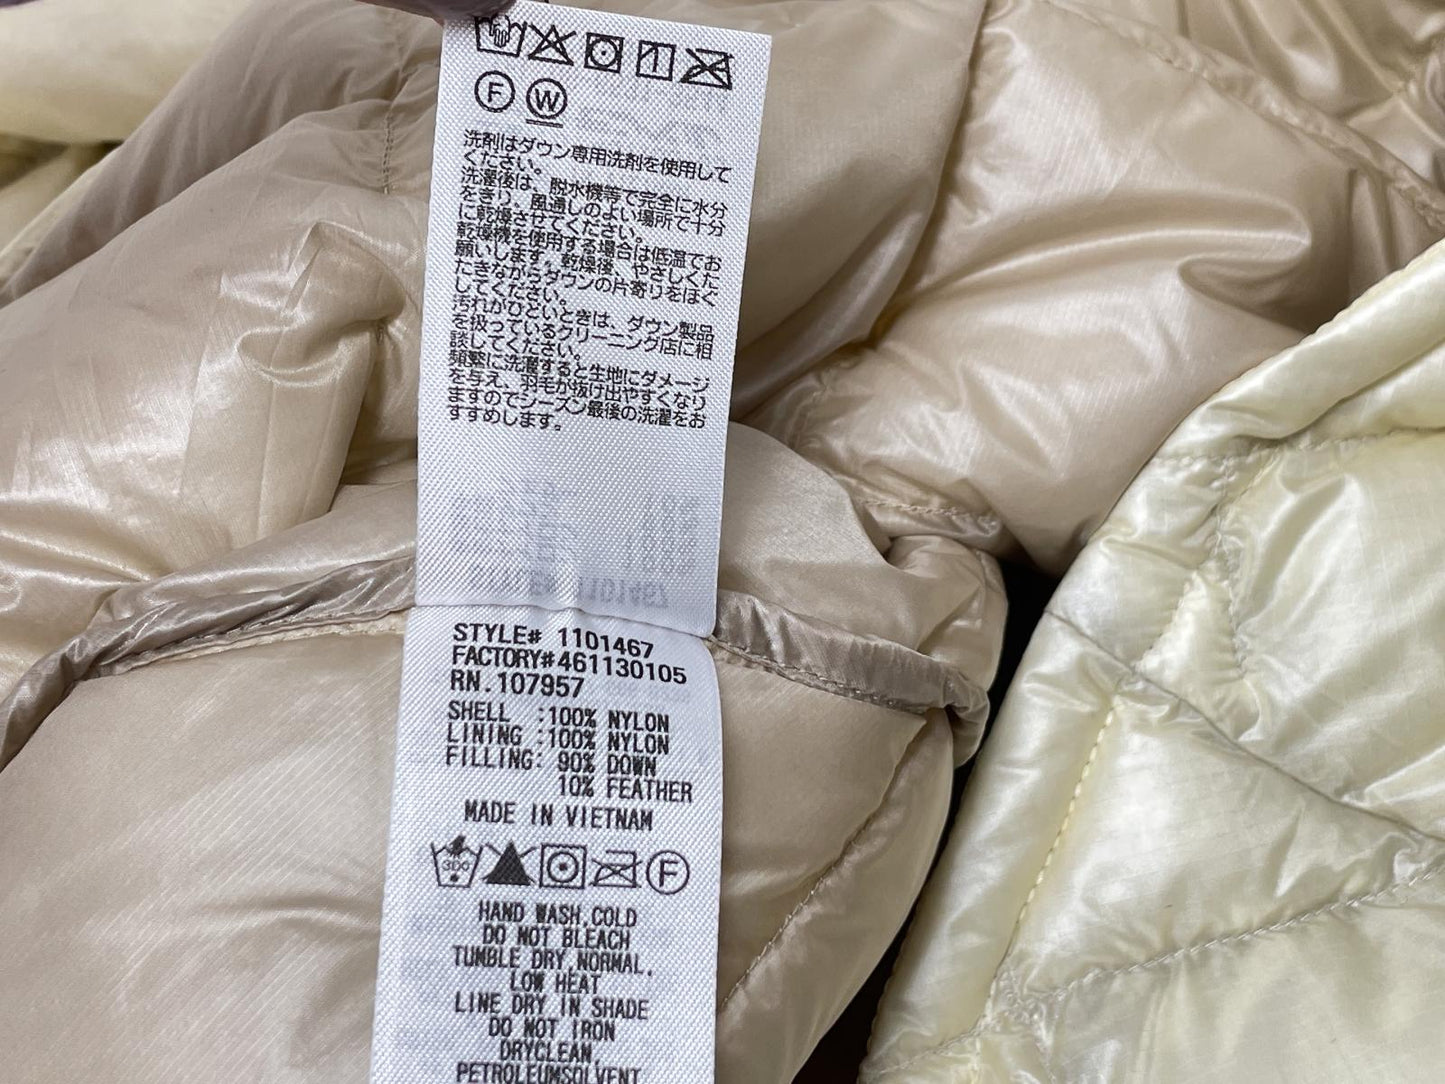 F W
洗剤はダウン専用洗剤を使用して
ください。
洗濯後は、脱水機等で完全に水分
をきり、風通しのよい場所で十分
に乾燥させてください。
乾燥機を使用する場合は低温でお
願いします。乾燥後、やさしくた
たきながらダウンの片寄りをほぐ
してください。
汚れがひどいときは、ダウン製品
を扱っているクリーニング店に相
談してください。
頻繁に洗濯すると生地にダメージ
を与え、羽毛が抜け出やすくなり
ますのでシーズン最後の洗濯をお
すすめします。
STYLE# 1101467
FACTORY#461130105
RN.107957
SHELL :100% NYLON
LINING :100% NYLON
FILLING: 90% DOWN
10% FEATHER
MADE IN VIETNAM
30C F
HAND WASH COLD
DO NOT BLEACH
TUMBLE DRY NORMAL,
LOW HEAT
LINE DRY IN SHADE
DO NOT IRON
DRYCLEAN,
PETROLEUMSOLVENT